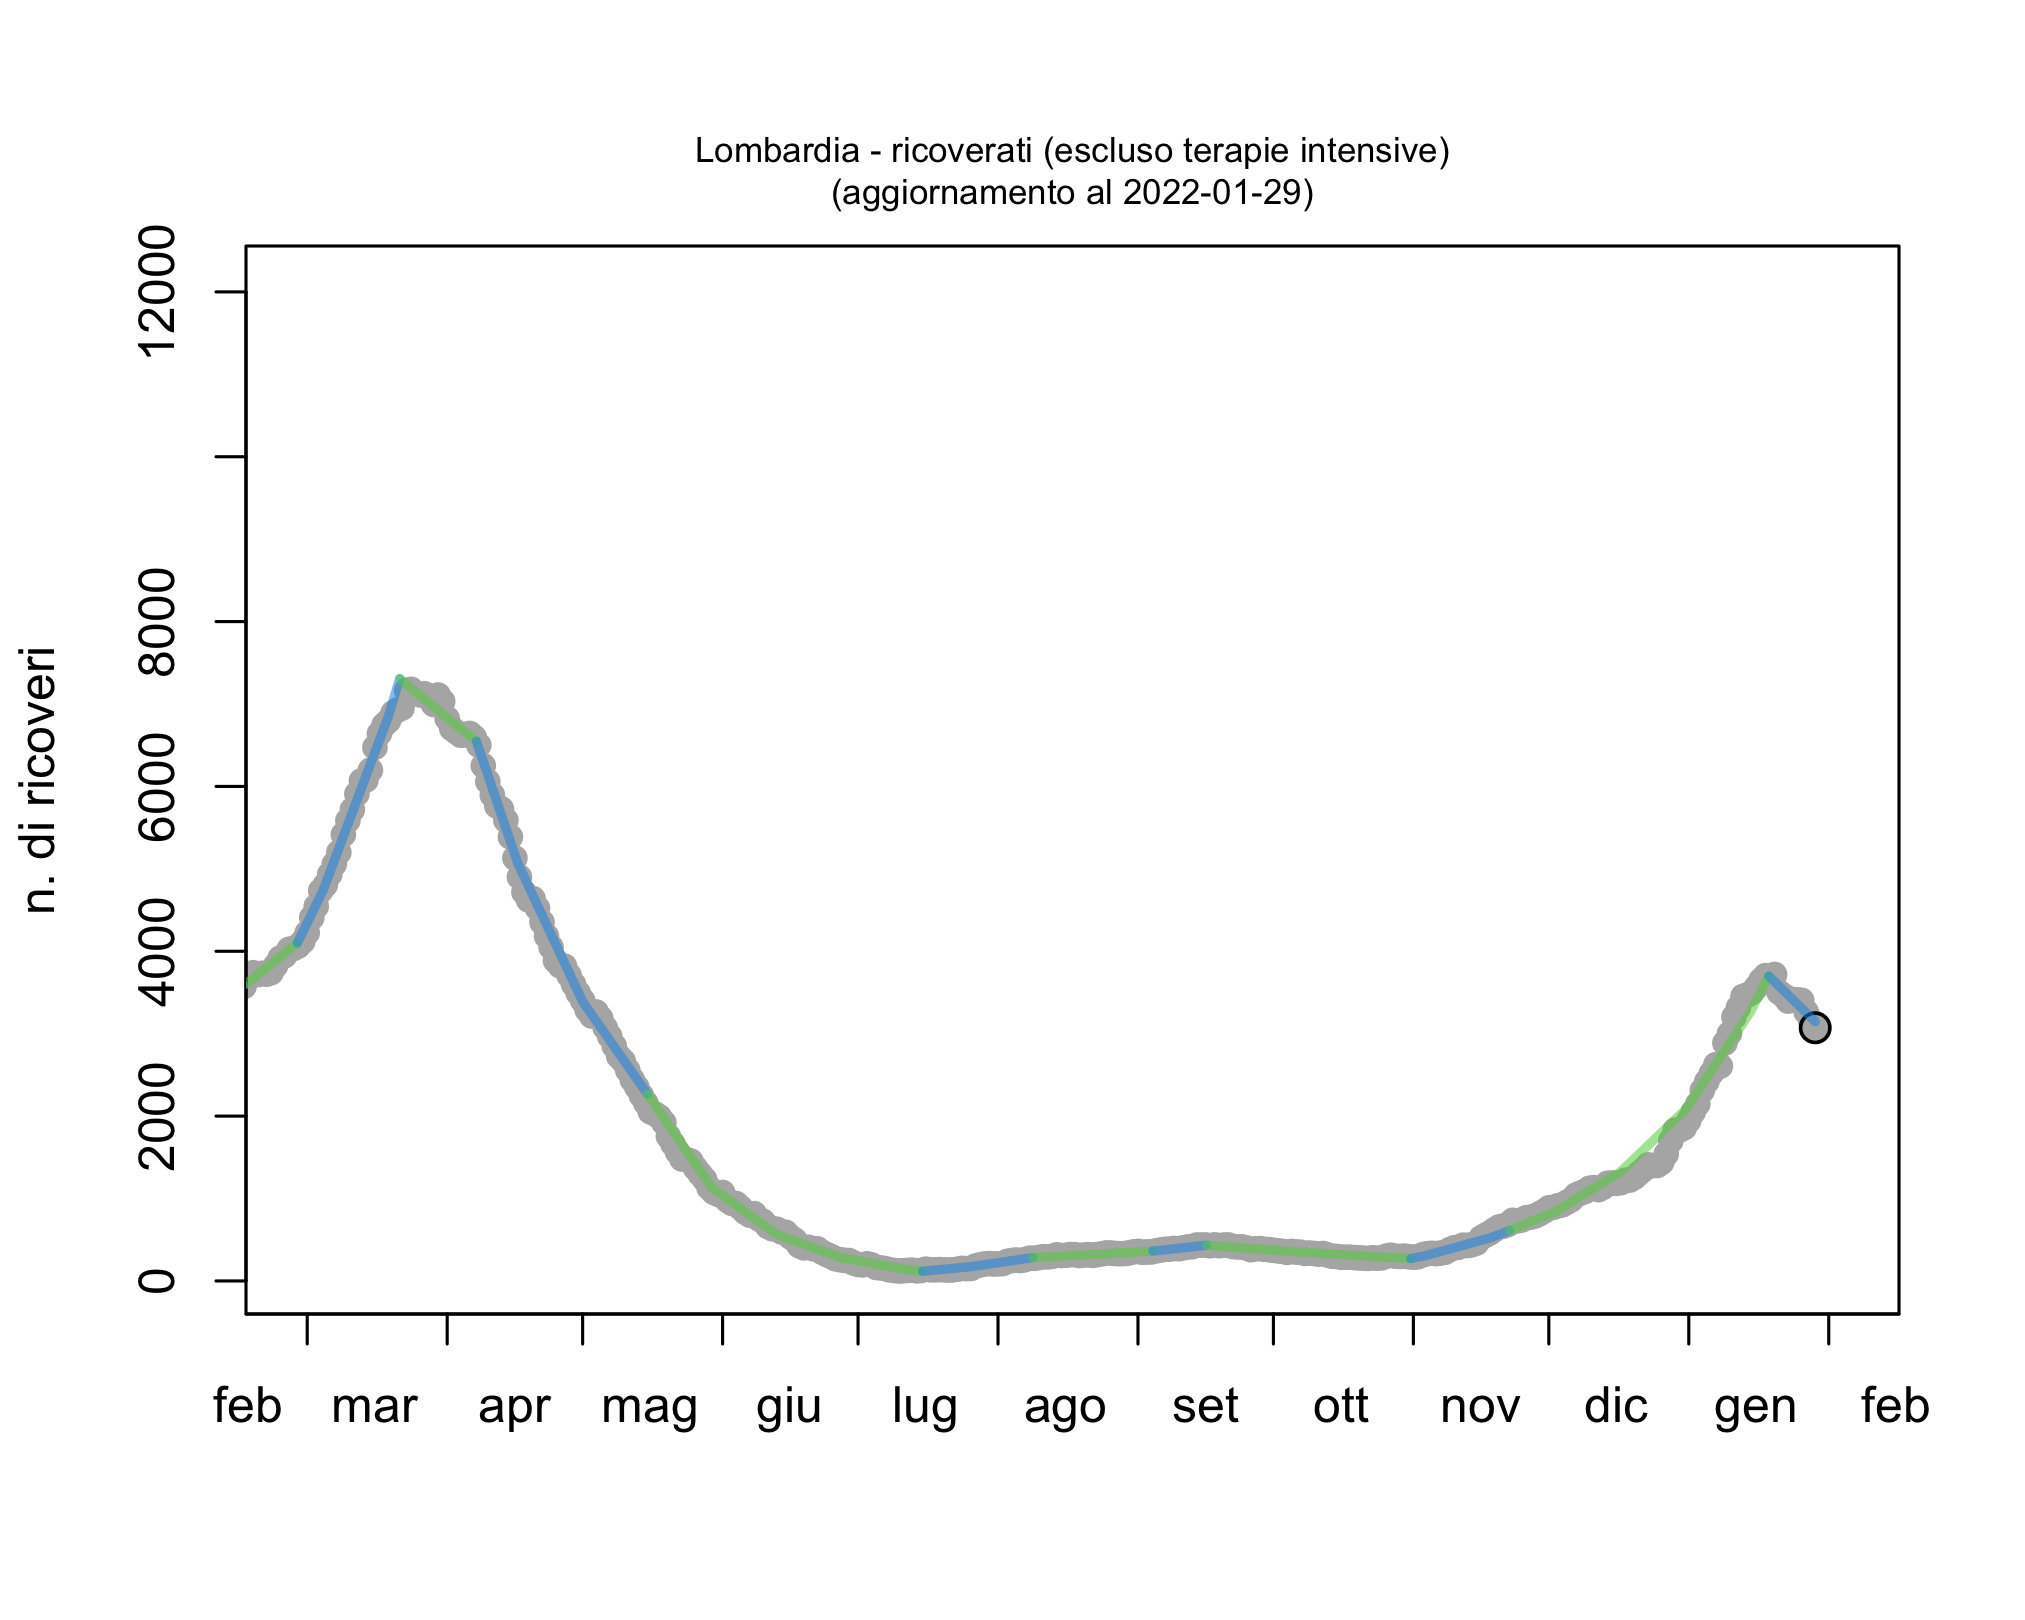 Lombardia - ricoverati (escluso terapie intensive)
(aggiornamento al 2022-01-29)
n. di ricoveri
12000
8000
6000
4000
2000
0
feb mar apr mag giu lug ago set ott nov dic gen feb